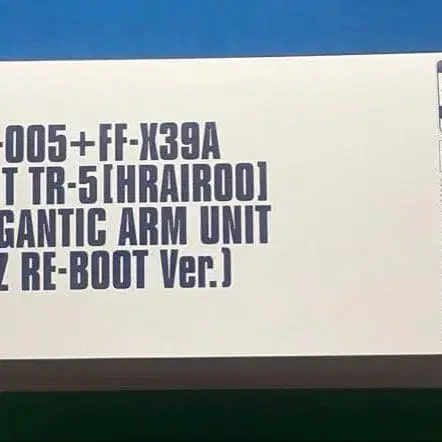 -005+FF-X39A
T TR-5[HRAIROO]
GANTIC ARM UNIT
Z RE-BOOT Ver.)